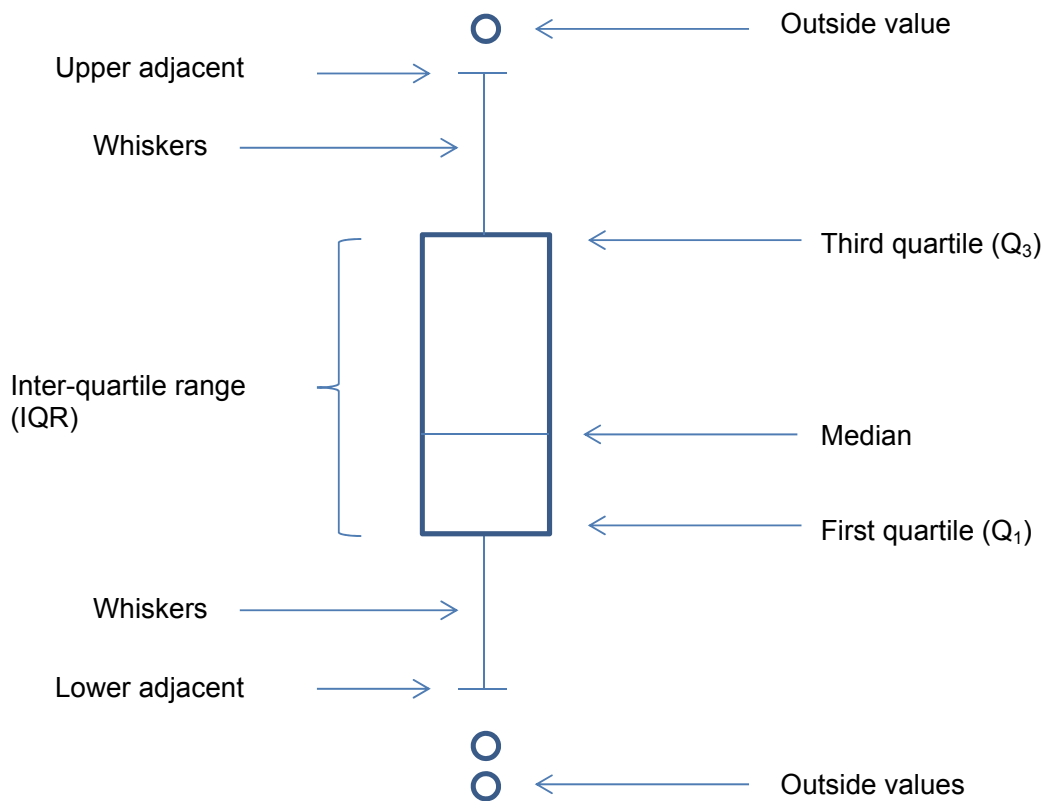 Outside value
Upper adjacent
Whiskers
Third quartile (Q₃)
Inter-quartile range
(IQR)
Median
First quartile (Q₁)
Whiskers
Lower adjacent
Outside values